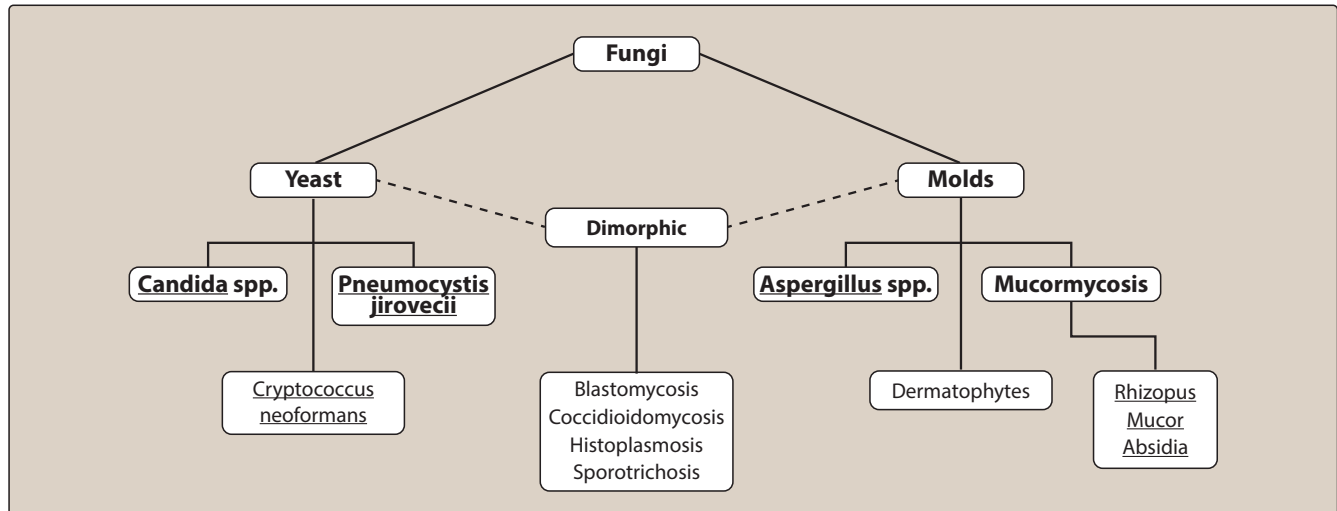 Fungi
Yeast
Molds
Dimorphic
Candida spp.
Pneumocystis
jirovecii
Aspergillus spp.
Mucormycosis
Cryptococcus
neoformans
Blastomycosis
Coccidioidomycosis
Histoplasmosis
Sporotrichosis
Dermatophytes
Rhizopus
Mucor
Absidia